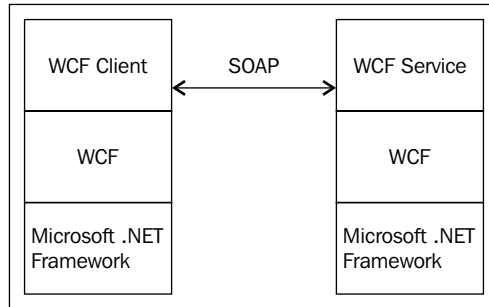 WCF Client
SOAP
WCF Service
WCF
WCF
Microsoft .NET
Framework
Microsoft .NET
Framework